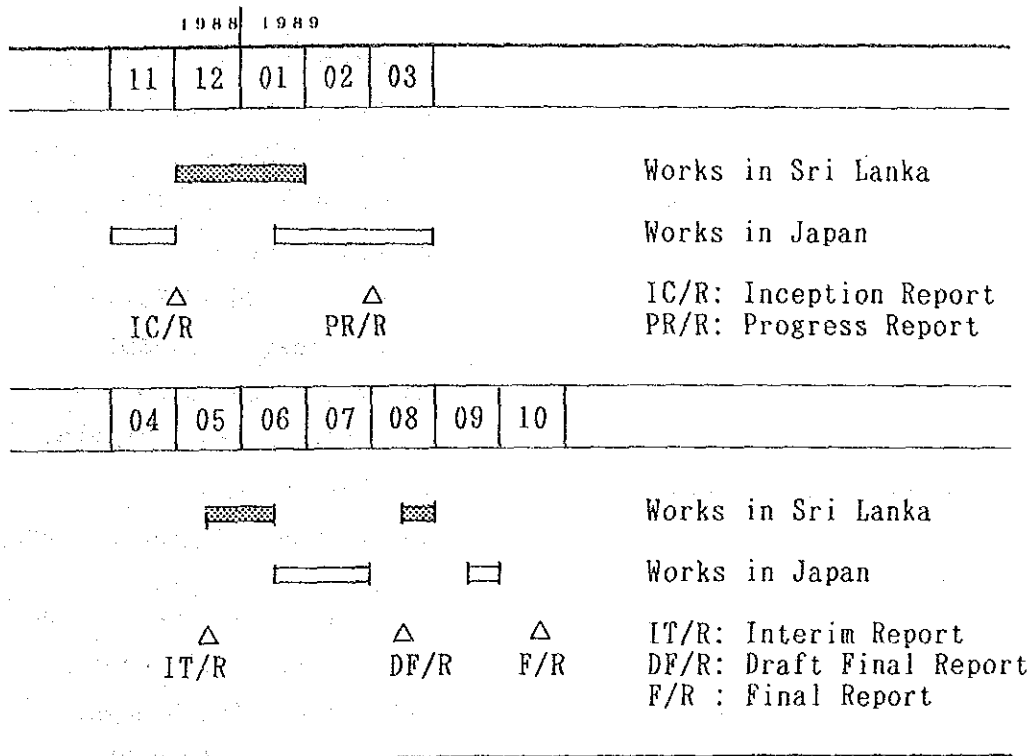 1988 1989
11 12 01 02 03
Works in Sri Lanka
Works in Japan
IC/R: Inception Report
IC/R PR/R PR/R: Progress Report
04 05 06 07 08 09 10
Works in Sri Lanka
Works in Japan
IT/R: Interim Report
IT/R DF/R F/R DF/R: Draft Final Report
F/R : Final Report